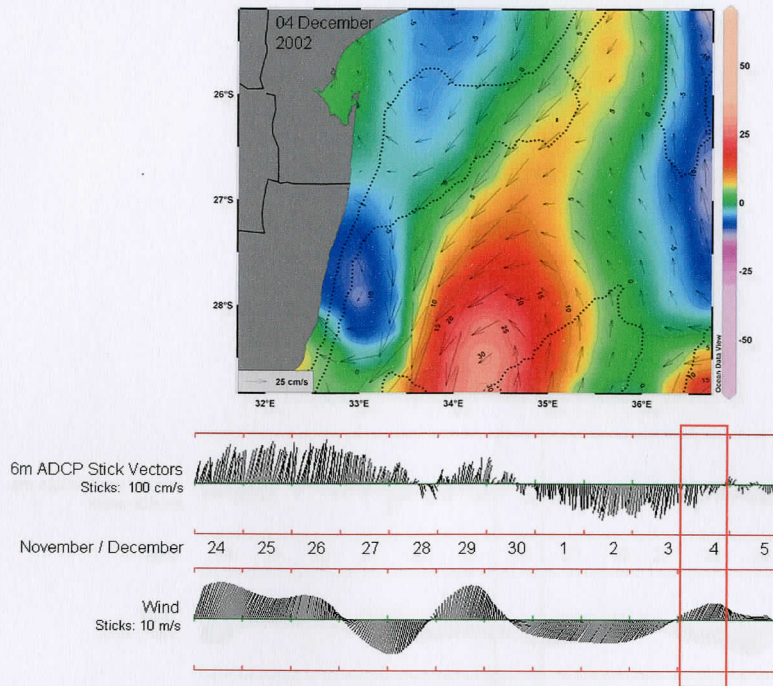 04 December
2002
26°S
27°S
28°S
32°E 33°E 34°E 35°E 36°E
25 cm/s
50
25
0
-25
-50
Ocean Data View
6m ADCP Stick Vectors
Sticks: 100 cm/s
November / December 24 25 26 27 28 29 30 1 2 3 4 5
Wind
Sticks: 10 m/s